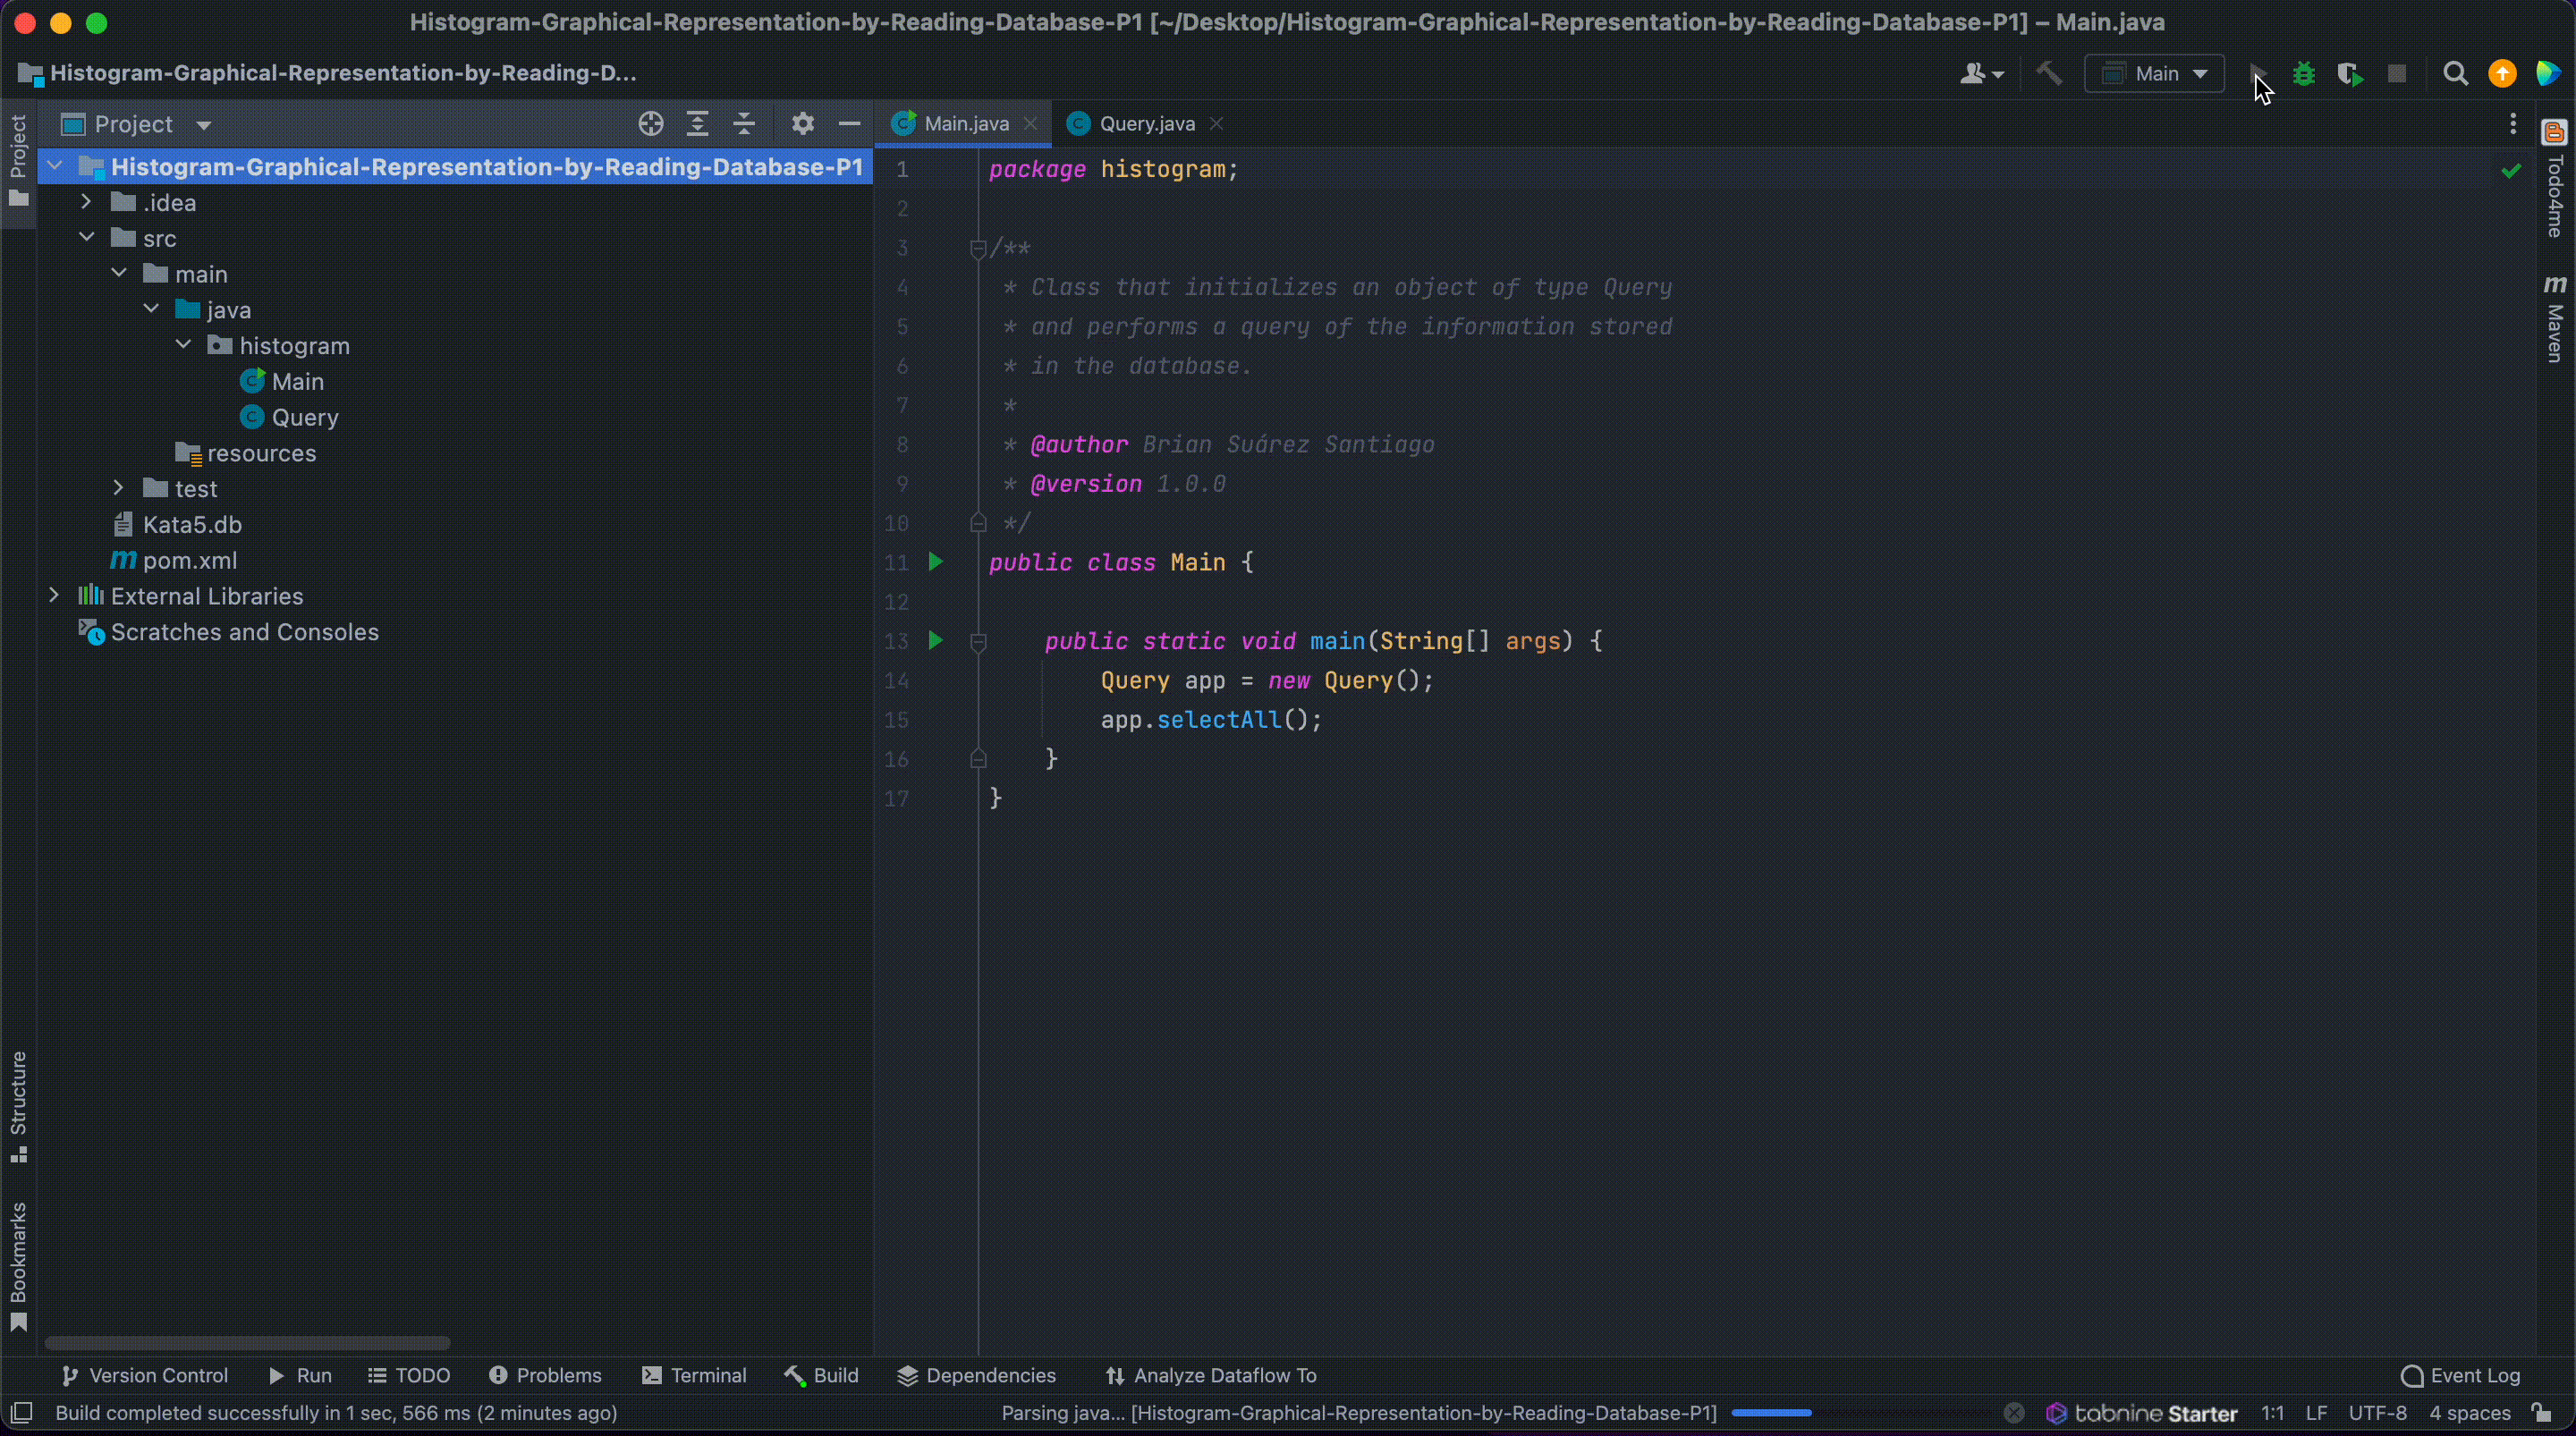 Histogram-Graphical-Representation-by-Reading-Database-P1 [~/Desktop/Histogram-Graphical-Representation-by-Reading-Database-P1] – Main.java
Histogram-Graphical-Representation-by-Reading-D...
Main
Project
Project
Main.java
Query.java
Todo4me
Maven
Histogram-Graphical-Representation-by-Reading-Database-P1
.idea
src
main
java
histogram
Main
Query
resources
test
Kata5.db
pom.xml
External Libraries
Scratches and Consoles
1 package histogram;
2
3 /**
4 * Class that initializes an object of type Query
5 * and performs a query of the information stored
6 * in the database.
7 *
8 * @author Brian Suárez Santiago
9 * @version 1.0.0
10 */
11 public class Main {
12
13 public static void main(String[] args) {
14 Query app = new Query();
15 app.selectAll();
16 }
17 }
Structure
Bookmarks
Version Control Run TODO Problems Terminal Build Dependencies Analyze Dataflow To Event Log
Build completed successfully in 1 sec, 566 ms (2 minutes ago) Parsing java... [Histogram-Graphical-Representation-by-Reading-Database-P1] tabnine Starter 1:1 LF UTF-8 4 spaces